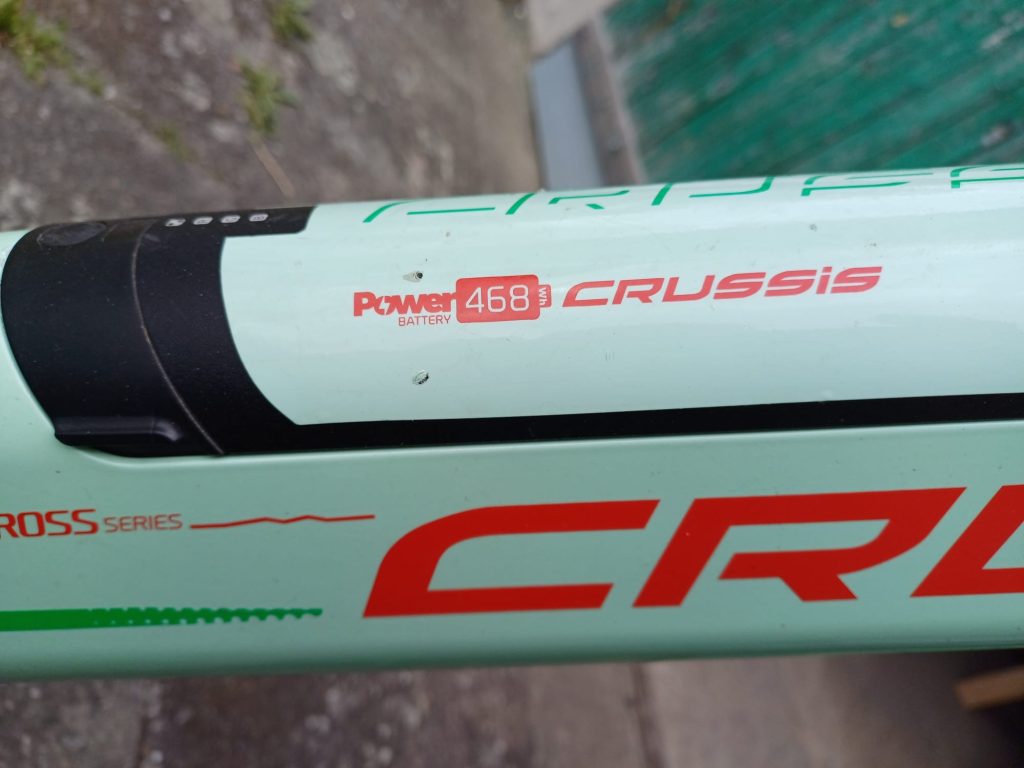 Power 468 Wh CRUSSiS
BATTERY
ROSS SERIES